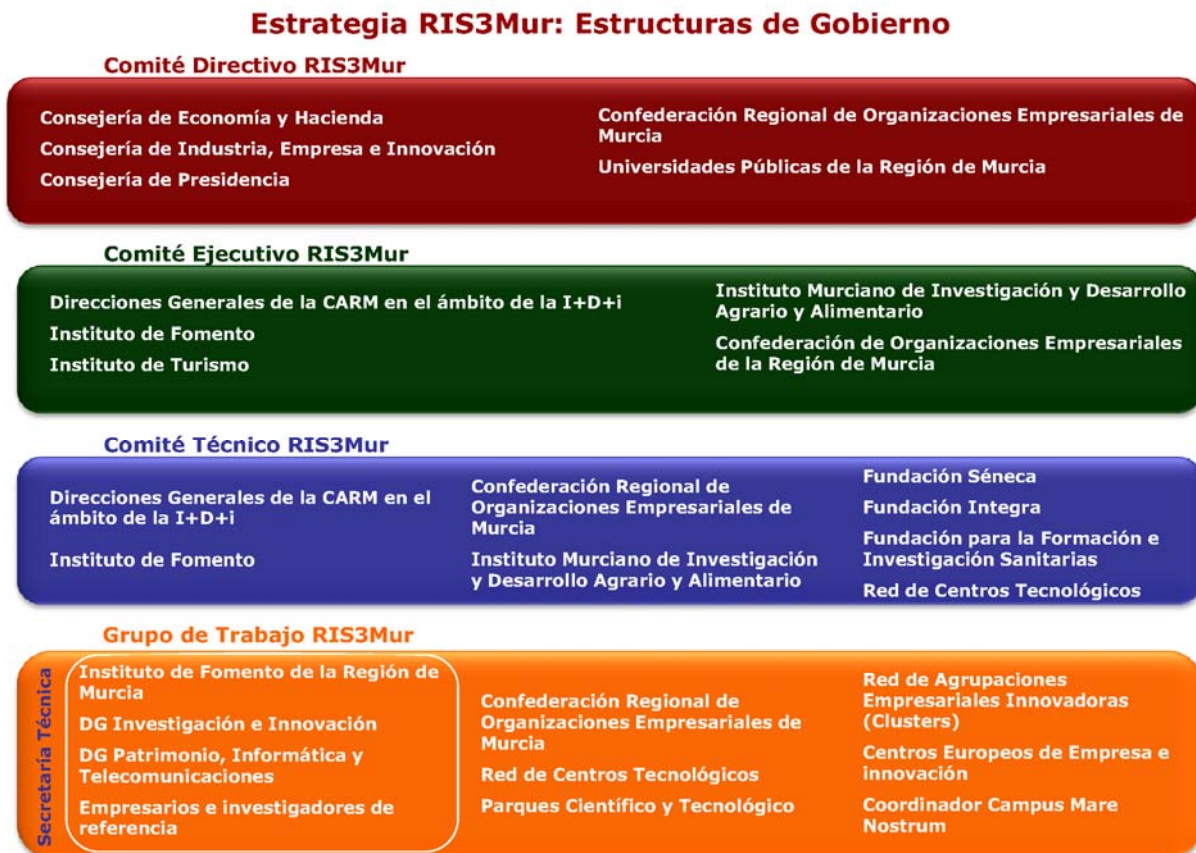 Estrategia RIS3Mur: Estructuras de Gobierno
Comité Directivo RIS3Mur
Consejería de Economía y Hacienda
Consejería de Industria, Empresa e Innovación
Consejería de Presidencia
Confederación Regional de Organizaciones Empresariales de
Murcia
Universidades Públicas de la Región de Murcia
Comité Ejecutivo RIS3Mur
Direcciones Generales de la CARM en el ámbito de la I+D+i
Instituto de Fomento
Instituto de Turismo
Instituto Murciano de Investigación y Desarrollo
Agrario y Alimentario
Confederación de Organizaciones Empresariales
de la Región de Murcia
Comité Técnico RIS3Mur
Direcciones Generales de la CARM en el
ámbito de la I+D+i
Instituto de Fomento
Confederación Regional de
Organizaciones Empresariales de
Murcia
Instituto Murciano de Investigación
y Desarrollo Agrario y Alimentario
Fundación Séneca
Fundación Integra
Fundación para la Formación e
Investigación Sanitarias
Red de Centros Tecnológicos
Grupo de Trabajo RIS3Mur
Secretaría Técnica
Instituto de Fomento de la Región de
Murcia
DG Investigación e Innovación
DG Patrimonio, Informática y
Telecomunicaciones
Empresarios e investigadores de
referencia
Confederación Regional de
Organizaciones Empresariales de
Murcia
Red de Centros Tecnológicos
Parques Científico y Tecnológico
Red de Agrupaciones
Empresariales Innovadoras
(Clusters)
Centros Europeos de Empresa e
innovación
Coordinador Campus Mare
Nostrum